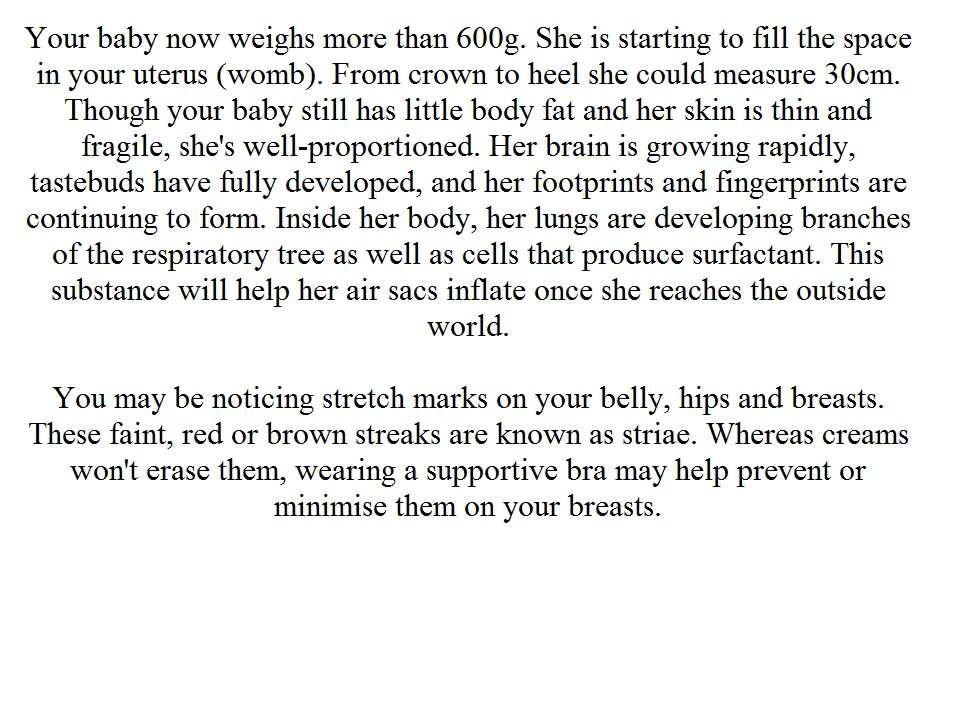 Your baby now weighs more than 600g. She is starting to fill the space
in your uterus (womb). From crown to heel she could measure 30cm.
Though your baby still has little body fat and her skin is thin and
fragile, she's well-proportioned. Her brain is growing rapidly,
tastebuds have fully developed, and her footprints and fingerprints are
continuing to form. Inside her body, her lungs are developing branches
of the respiratory tree as well as cells that produce surfactant. This
substance will help her air sacs inflate once she reaches the outside
world.
You may be noticing stretch marks on your belly, hips and breasts.
These faint, red or brown streaks are known as striae. Whereas creams
won't erase them, wearing a supportive bra may help prevent or
minimise them on your breasts.